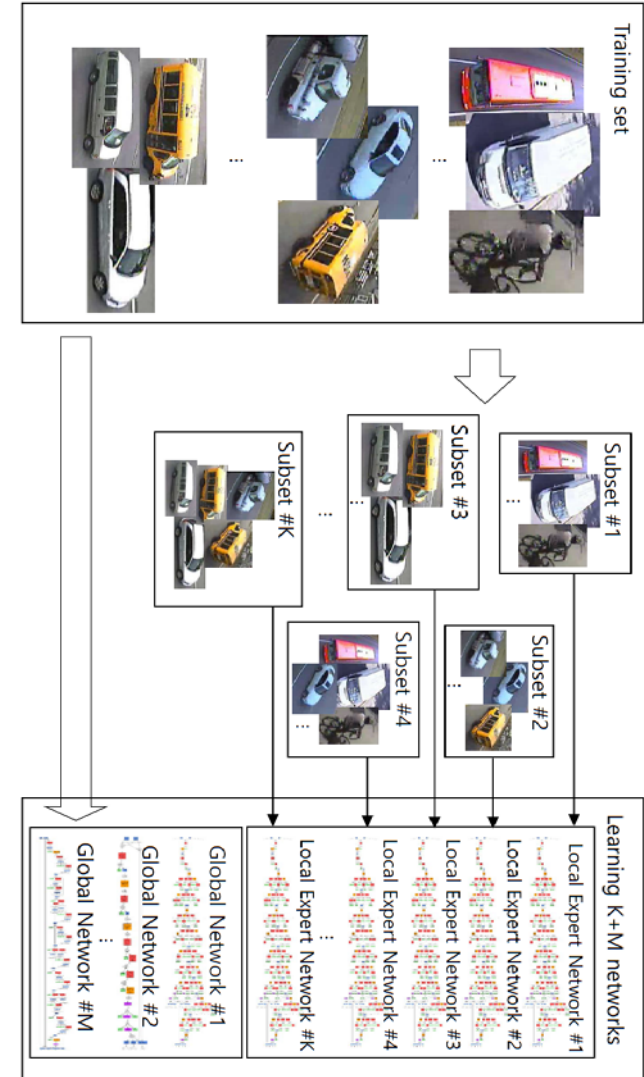 Training set
...
...
Subset #1
...
Subset #2
...
Subset #3
...
Subset #4
...
...
Subset #K
Learning K+M networks
Local Expert Network #1
Local Expert Network #2
Local Expert Network #3
Local Expert Network #4
...
Local Expert Network #K
Global Network #1
Global Network #2
...
Global Network #M